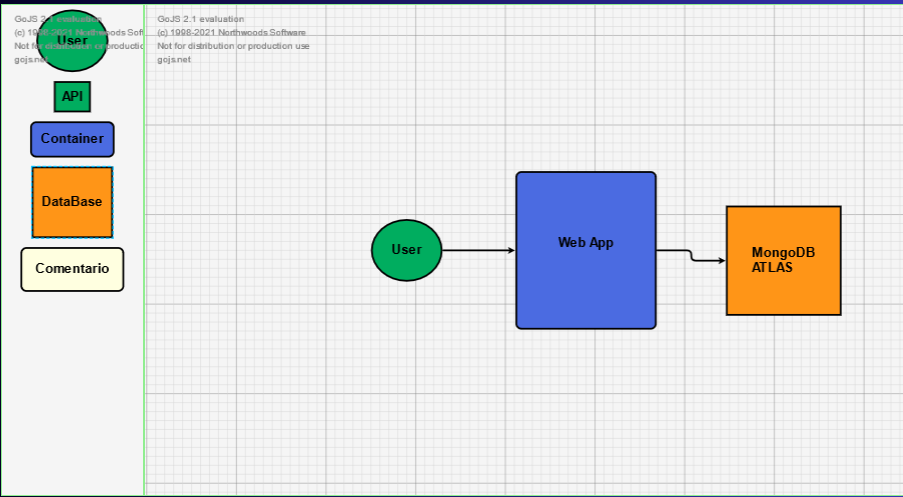 GoJS 2.1 evaluation
(c) 1998-2021 Northwoods Soft
Not for distribution or productio
gojs.net
User
API
Container
DataBase
Comentario
GoJS 2.1 evaluation
(c) 1998-2021 Northwoods Software
Not for distribution or production use
gojs.net
User
Web App
MongoDB
ATLAS